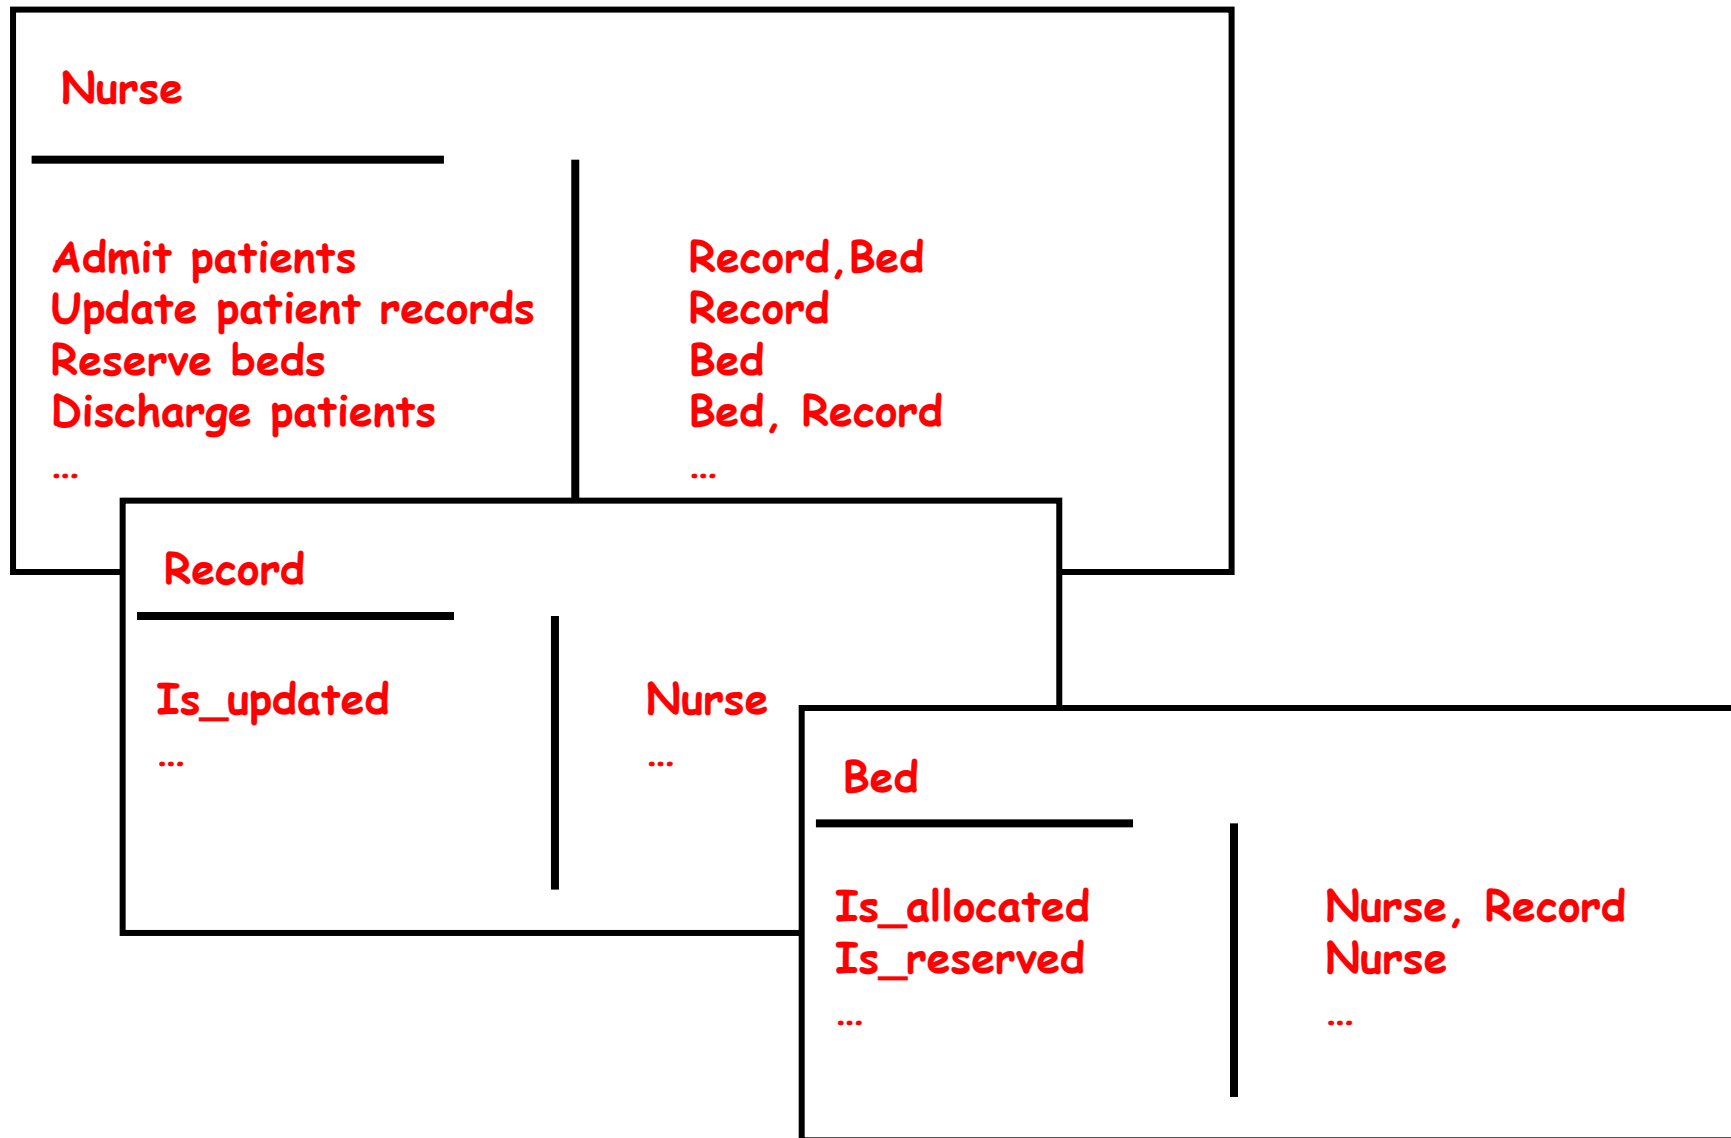 Nurse
Admit patients
Record,Bed
Update patient records
Record
Reserve beds
Bed
Discharge patients
Bed, Record
...
...
Record
Is_updated
Nurse
...
...
Bed
Is_allocated
Nurse, Record
Is_reserved
Nurse
...
...